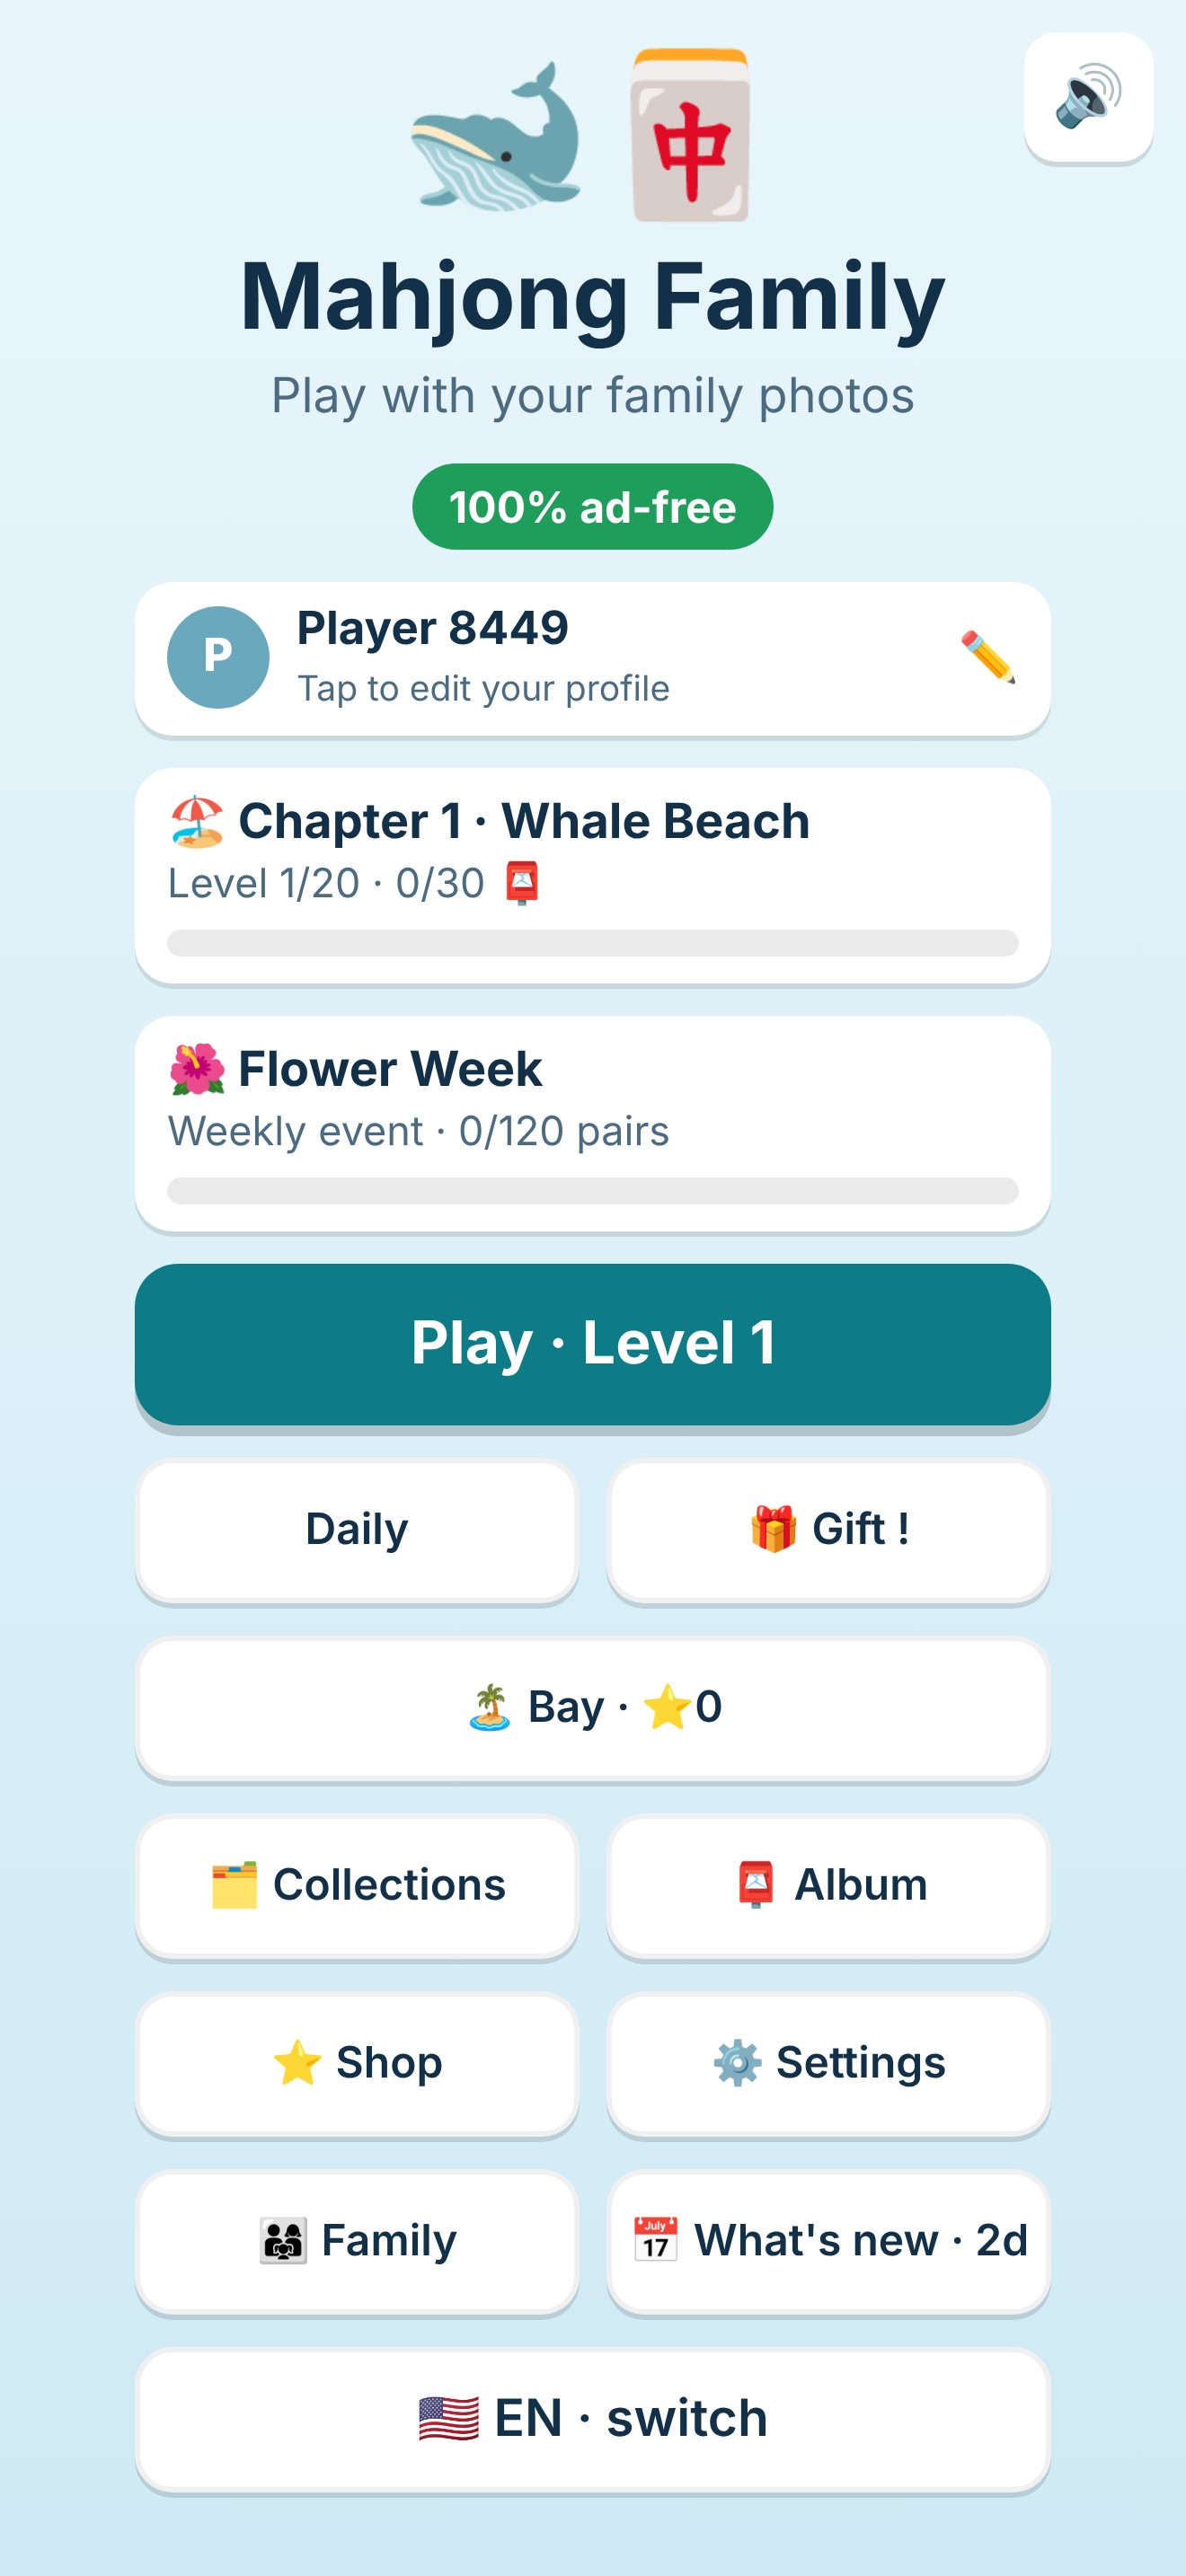 中
Mahjong Family
Play with your family photos
100% ad-free
P
Player 8449
Tap to edit your profile
Chapter 1 · Whale Beach
Level 1/20 · 0/30
Flower Week
Weekly event · 0/120 pairs
Play · Level 1
Daily
Gift !
Bay · ⭐0
Collections
Album
⭐ Shop
Settings
Family
July
17
What's new · 2d
EN · switch